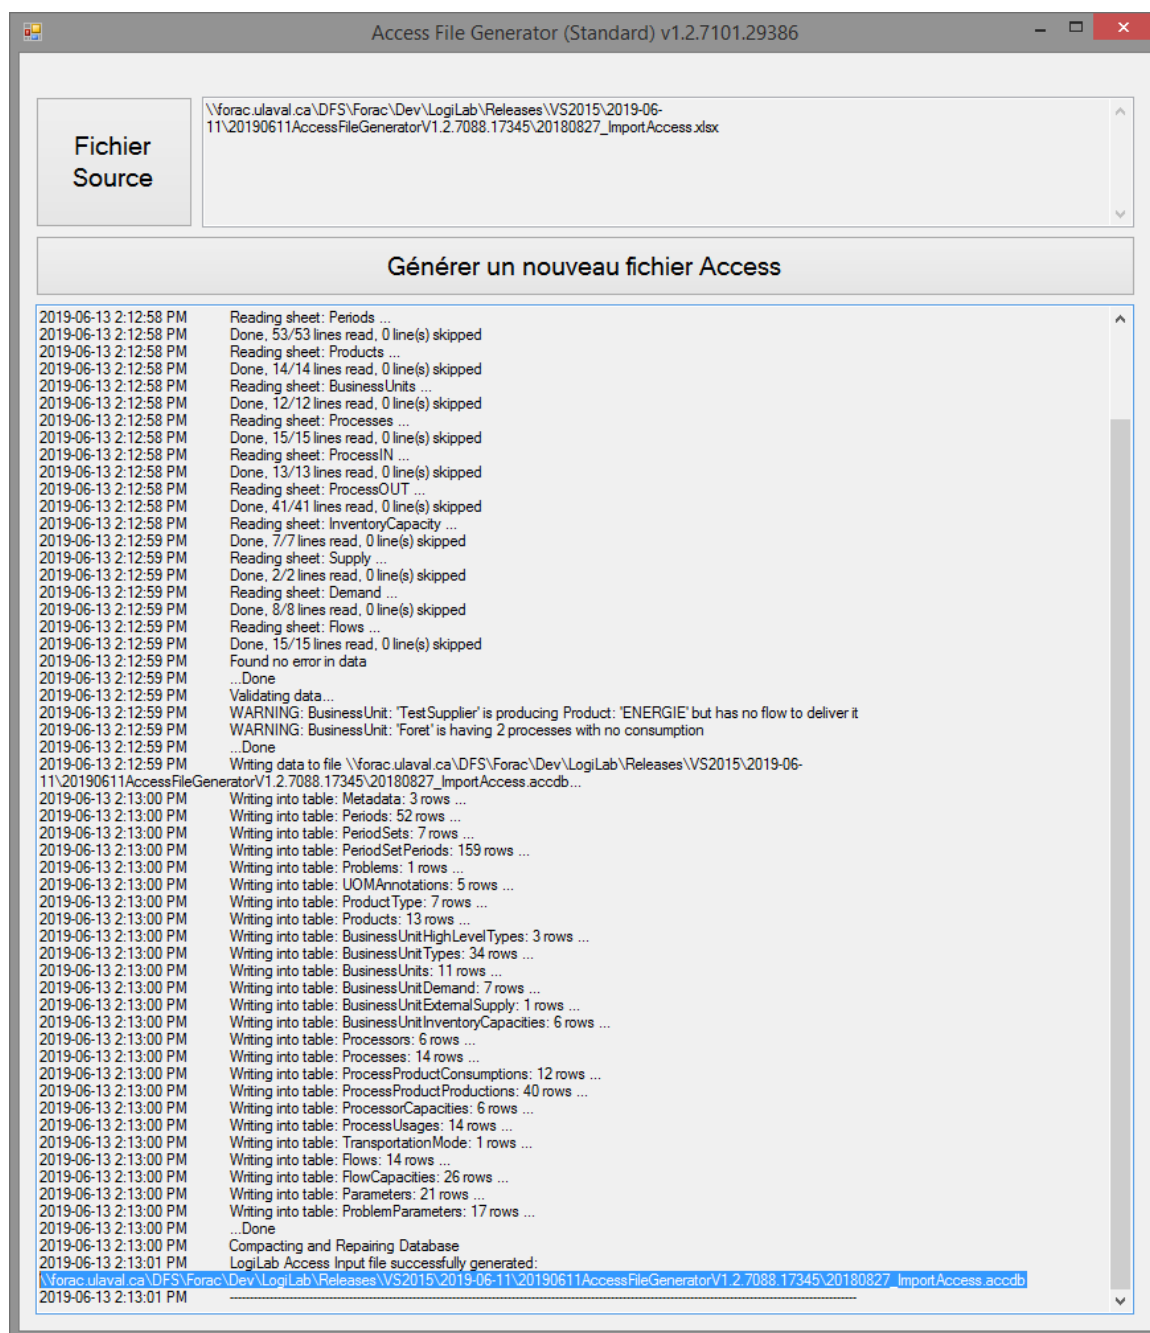 Access File Generator (Standard) v1.2.7101.29386
Fichier
Source
\\forac.ulaval.ca\DFS\Forac\Dev\LogiLab\Releases\VS2015\2019-06-
11\20190611AccessFileGeneratorV1.2.7088.17345\20180827_ImportAccess.xlsx
Générer un nouveau fichier Access
2019-06-13 2:12:58 PM Reading sheet: Periods ...
2019-06-13 2:12:58 PM Done, 53/53 lines read, 0 line(s) skipped
2019-06-13 2:12:58 PM Reading sheet: Products ...
2019-06-13 2:12:58 PM Done, 14/14 lines read, 0 line(s) skipped
2019-06-13 2:12:58 PM Reading sheet: BusinessUnits ...
2019-06-13 2:12:58 PM Done, 12/12 lines read, 0 line(s) skipped
2019-06-13 2:12:58 PM Reading sheet: Processes ...
2019-06-13 2:12:58 PM Done, 15/15 lines read, 0 line(s) skipped
2019-06-13 2:12:58 PM Reading sheet: ProcessIN ...
2019-06-13 2:12:58 PM Done, 13/13 lines read, 0 line(s) skipped
2019-06-13 2:12:58 PM Reading sheet: ProcessOUT ...
2019-06-13 2:12:58 PM Done, 41/41 lines read, 0 line(s) skipped
2019-06-13 2:12:58 PM Reading sheet: InventoryCapacity ...
2019-06-13 2:12:59 PM Done, 7/7 lines read, 0 line(s) skipped
2019-06-13 2:12:59 PM Reading sheet: Supply ...
2019-06-13 2:12:59 PM Done, 2/2 lines read, 0 line(s) skipped
2019-06-13 2:12:59 PM Reading sheet: Demand ...
2019-06-13 2:12:59 PM Done, 8/8 lines read, 0 line(s) skipped
2019-06-13 2:12:59 PM Reading sheet: Flows ...
2019-06-13 2:12:59 PM Done, 15/15 lines read, 0 line(s) skipped
2019-06-13 2:12:59 PM Found no error in data
2019-06-13 2:12:59 PM ...Done
2019-06-13 2:12:59 PM Validating data...
2019-06-13 2:12:59 PM WARNING: BusinessUnit: 'TestSupplier' is producing Product: 'ENERGIE' but has no flow to deliver it
2019-06-13 2:12:59 PM WARNING: BusinessUnit: 'Foret' is having 2 processes with no consumption
2019-06-13 2:12:59 PM ...Done
2019-06-13 2:12:59 PM Writing data to file \\forac.ulaval.ca\DFS\Forac\Dev\LogiLab\Releases\VS2015\2019-06-
11\20190611AccessFileGeneratorV1.2.7088.17345\20180827_ImportAccess.accdb...
2019-06-13 2:13:00 PM Writing into table: Metadata: 3 rows ...
2019-06-13 2:13:00 PM Writing into table: Periods: 52 rows ...
2019-06-13 2:13:00 PM Writing into table: PeriodSets: 7 rows ...
2019-06-13 2:13:00 PM Writing into table: PeriodSetPeriods: 159 rows ...
2019-06-13 2:13:00 PM Writing into table: Problems: 1 rows ...
2019-06-13 2:13:00 PM Writing into table: UOMAnnotations: 5 rows ...
2019-06-13 2:13:00 PM Writing into table: ProductType: 7 rows ...
2019-06-13 2:13:00 PM Writing into table: Products: 13 rows ...
2019-06-13 2:13:00 PM Writing into table: BusinessUnitHighLevelTypes: 3 rows ...
2019-06-13 2:13:00 PM Writing into table: BusinessUnitTypes: 34 rows ...
2019-06-13 2:13:00 PM Writing into table: BusinessUnits: 11 rows ...
2019-06-13 2:13:00 PM Writing into table: BusinessUnitDemand: 7 rows ...
2019-06-13 2:13:00 PM Writing into table: BusinessUnitExternalSupply: 1 rows ...
2019-06-13 2:13:00 PM Writing into table: BusinessUnitInventoryCapacities: 6 rows ...
2019-06-13 2:13:00 PM Writing into table: Processors: 6 rows ...
2019-06-13 2:13:00 PM Writing into table: Processes: 14 rows ...
2019-06-13 2:13:00 PM Writing into table: ProcessProductConsumptions: 12 rows ...
2019-06-13 2:13:00 PM Writing into table: ProcessProductProductions: 40 rows ...
2019-06-13 2:13:00 PM Writing into table: ProcessorCapacities: 6 rows ...
2019-06-13 2:13:00 PM Writing into table: ProcessUsages: 14 rows ...
2019-06-13 2:13:00 PM Writing into table: TransportationMode: 1 rows ...
2019-06-13 2:13:00 PM Writing into table: Flows: 14 rows ...
2019-06-13 2:13:00 PM Writing into table: FlowCapacities: 26 rows ...
2019-06-13 2:13:00 PM Writing into table: Parameters: 21 rows ...
2019-06-13 2:13:00 PM Writing into table: ProblemParameters: 17 rows ...
2019-06-13 2:13:00 PM ...Done
2019-06-13 2:13:00 PM Compacting and Repairing Database
2019-06-13 2:13:01 PM LogiLab Access Input file successfully generated:
\\forac.ulaval.ca\DFS\Forac\Dev\LogiLab\Releases\VS2015\2019-06-11\20190611AccessFileGeneratorV1.2.7088.17345\20180827_ImportAccess.accdb
2019-06-13 2:13:01 PM ----------